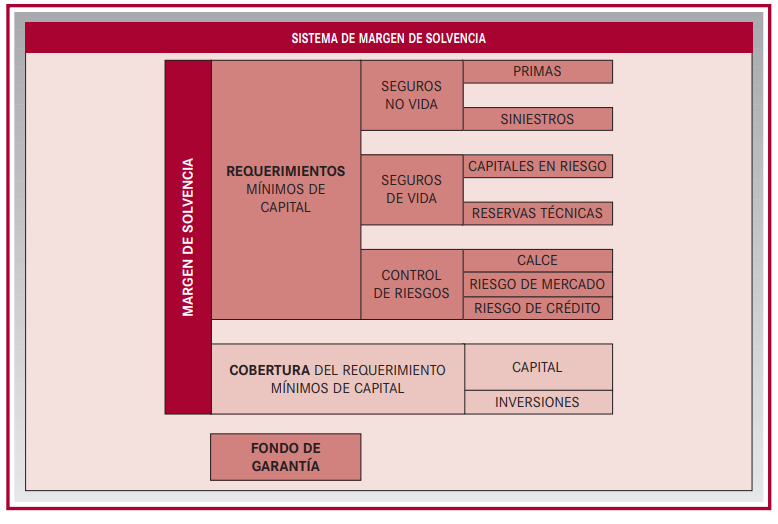 SISTEMA DE MARGEN DE SOLVENCIA
MARGEN DE SOLVENCIA
REQUERIMIENTOS
MÍNIMOS DE
CAPITAL
SEGUROS
NO VIDA
PRIMAS
SINIESTROS
SEGUROS
DE VIDA
CAPITALES EN RIESGO
RESERVAS TÉCNICAS
CONTROL
DE RIESGOS
CALCE
RIESGO DE MERCADO
RIESGO DE CRÉDITO
COBERTURA DEL REQUERIMIENTO
MÍNIMOS DE CAPITAL
CAPITAL
INVERSIONES
FONDO DE
GARANTÍA